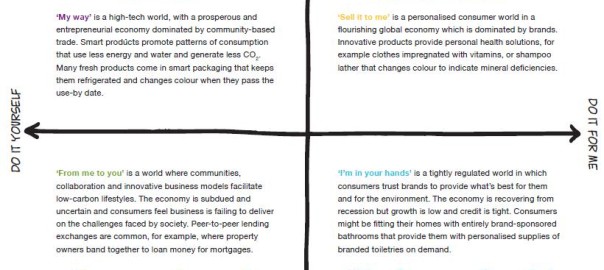 'My way' is a high-tech world, with a prosperous and
entrepreneurial economy dominated by community-based
trade. Smart products promote patterns of consumption
that use less energy and water and generate less CO2.
Many fresh products come in smart packaging that keeps
them refrigerated and changes colour when they pass the
use-by date.
'Sell it to me' is a personalised consumer world in a
flourishing global economy which is dominated by brands.
Innovative products provide personal health solutions, for
example clothes impregnated with vitamins, or shampoo
lather that changes colour to indicate mineral deficiencies.
DO IT YOURSELF
DO IT FOR ME
'From me to you' is a world where communities,
collaboration and innovative business models facilitate
low-carbon lifestyles. The economy is subdued and
uncertain and consumers feel business is failing to deliver
on the challenges faced by society. Peer-to-peer lending
exchanges are common, for example, where property
owners band together to loan money for mortgages.
'I'm in your hands' is a tightly regulated world in which
consumers trust brands to provide what's best for them
and for the environment. The economy is recovering from
recession but growth is low and credit is tight. Consumers
might be fitting their homes with entirely brand-sponsored
bathrooms that provide them with personalised supplies of
branded toiletries on demand.